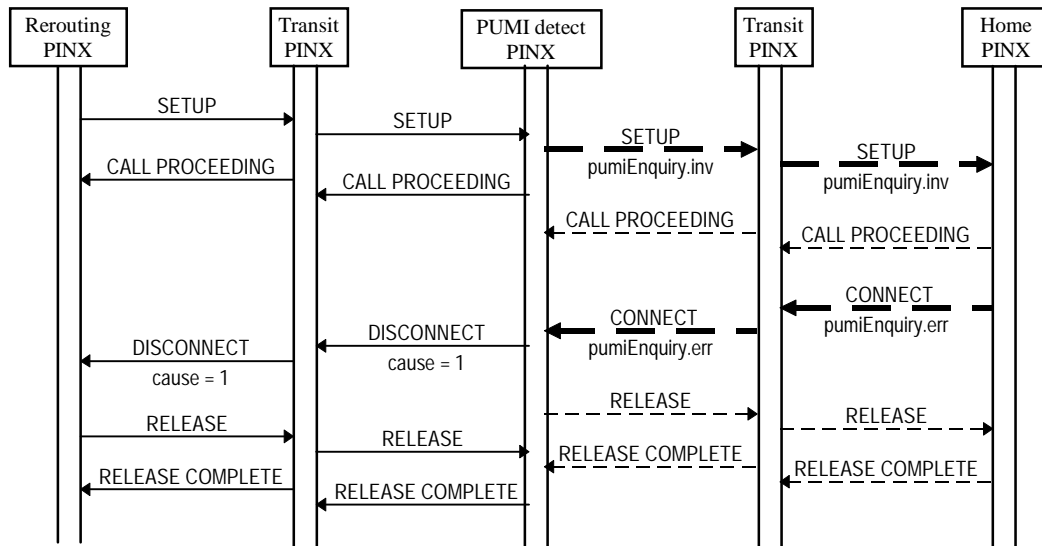 Rerouting
PINX
Transit
PINX
PUMI detect
PINX
Transit
PINX
Home
PINX
SETUP
SETUP
SETUP
pumiEnquiry.inv
SETUP
pumiEnquiry.inv
CALL PROCEEDING
CALL PROCEEDING
CALL PROCEEDING
CALL PROCEEDING
CONNECT
pumiEnquiry.err
CONNECT
pumiEnquiry.err
DISCONNECT
cause = 1
DISCONNECT
cause = 1
RELEASE
RELEASE
RELEASE
RELEASE
RELEASE COMPLETE
RELEASE COMPLETE
RELEASE COMPLETE
RELEASE COMPLETE